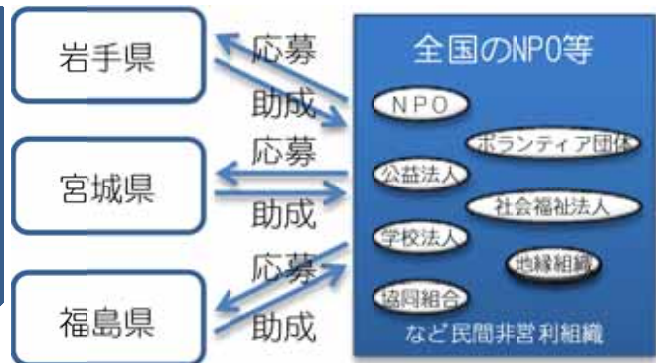 岩手県
応募
助成
宮城県
応募
助成
福島県
応募
助成
全国のNPO等
NPO
ボランティア団体
公益法人
社会福祉法人
学校法人
地縁組織
協同組合
など民間非営利組織